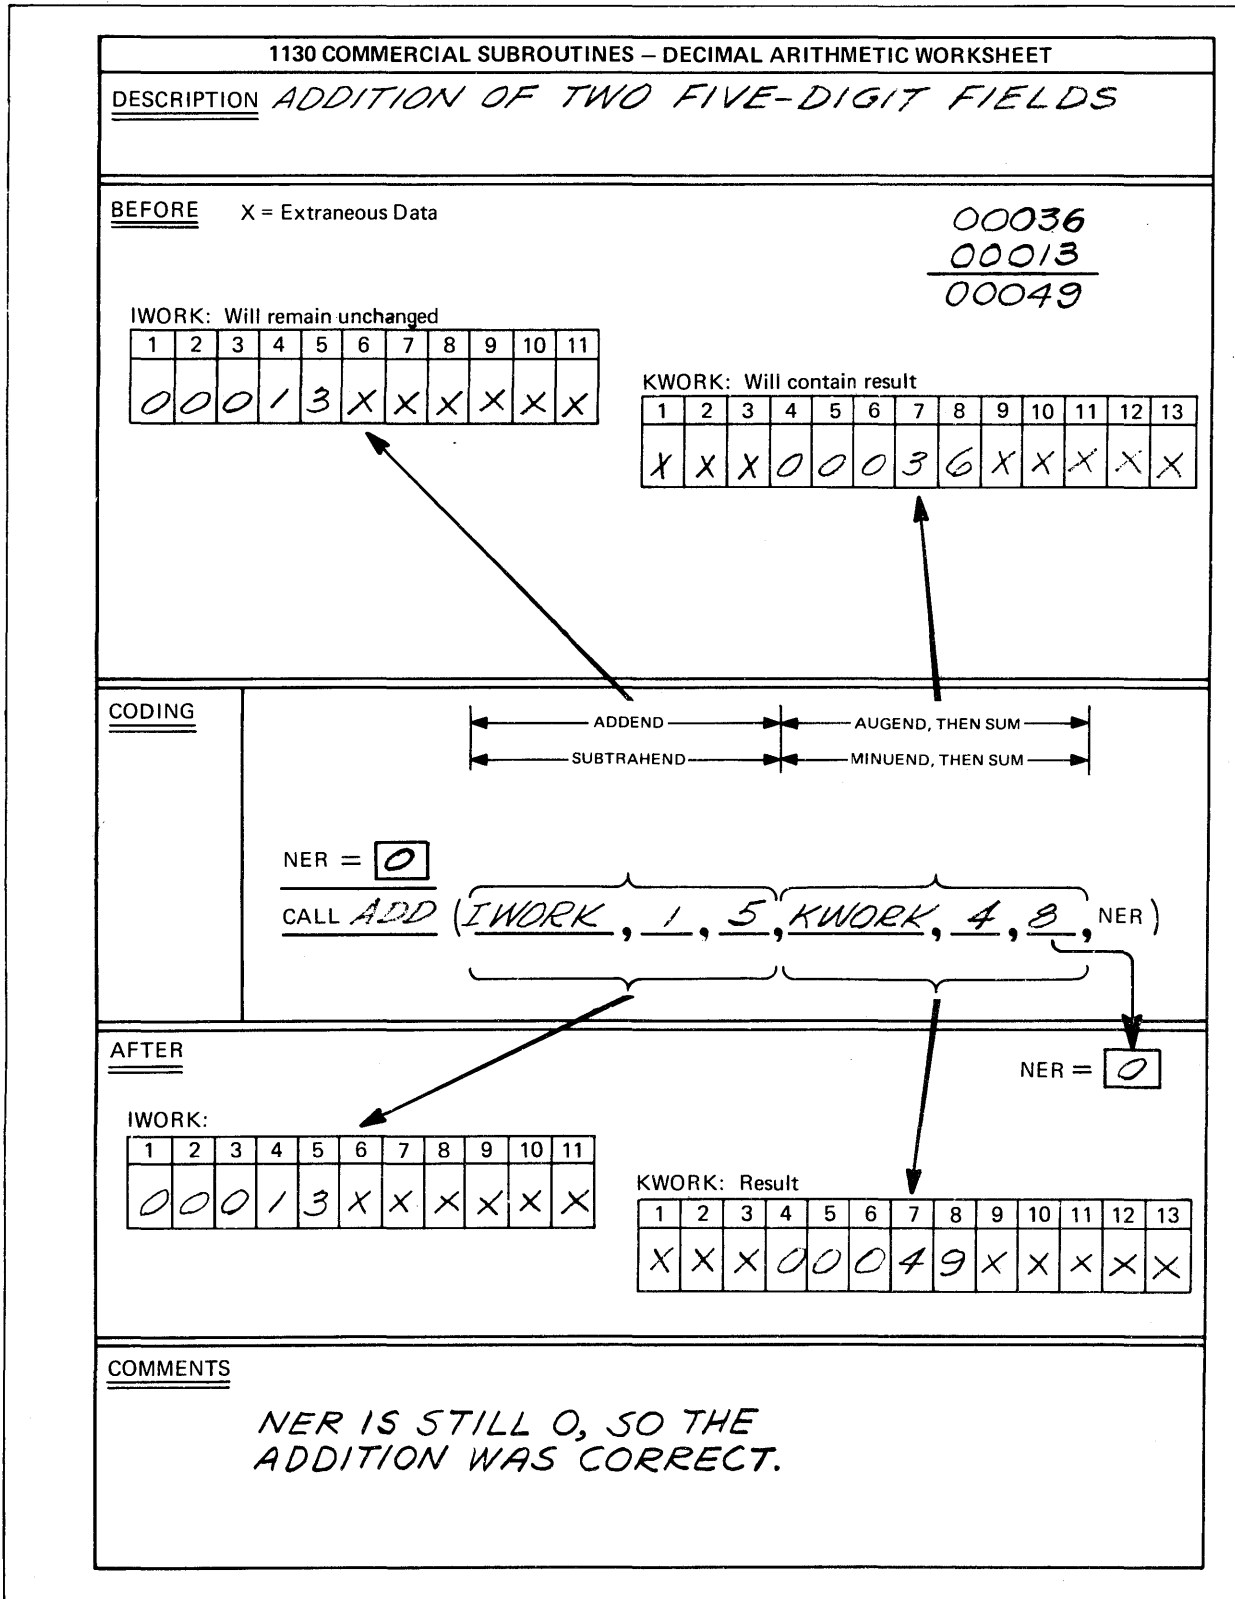 1130 COMMERCIAL SUBROUTINES – DECIMAL ARITHMETIC WORKSHEET
DESCRIPTION ADDITION OF TWO FIVE-DIGIT FIELDS
BEFORE X = Extraneous Data
00036
00013
00049
IWORK: Will remain unchanged
1 2 3 4 5 6 7 8 9 10 11
0 0 0 1 3 X X X X X X
KWORK: Will contain result
1 2 3 4 5 6 7 8 9 10 11 12 13
X X X 0 0 0 3 6 X X X X X
CODING
ADDEND AUGEND, THEN SUM
SUBTRAHEND MINUEND, THEN SUM
NER = 0
CALL ADD (IWORK, 1, 5, KWORK, 4, 8, NER)
AFTER
NER = 0
IWORK:
1 2 3 4 5 6 7 8 9 10 11
0 0 0 1 3 X X X X X X
KWORK: Result
1 2 3 4 5 6 7 8 9 10 11 12 13
X X X 0 0 0 4 9 X X X X X
COMMENTS
NER IS STILL 0, SO THE
ADDITION WAS CORRECT.